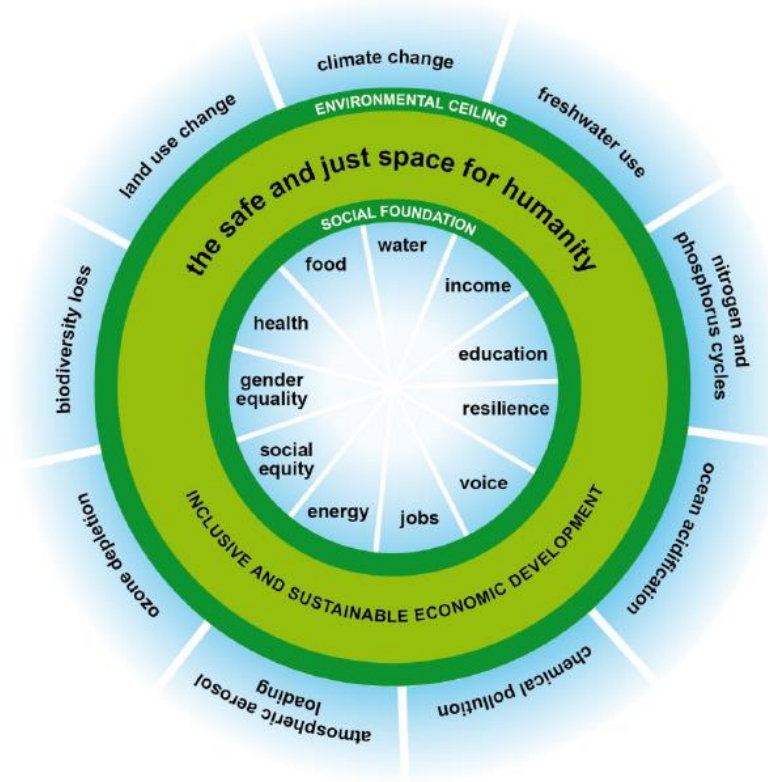 climate change
freshwater use
nitrogen and
phosphorus cycles
ocean acidification
chemical pollution
atmospheric aerosol
loading
ozone depletion
biodiversity loss
land use change
ENVIRONMENTAL CEILING
the safe and just space for humanity
SOCIAL FOUNDATION
water
income
education
resilience
voice
jobs
energy
social
equity
gender
equality
health
food
INCLUSIVE AND SUSTAINABLE ECONOMIC DEVELOPMENT